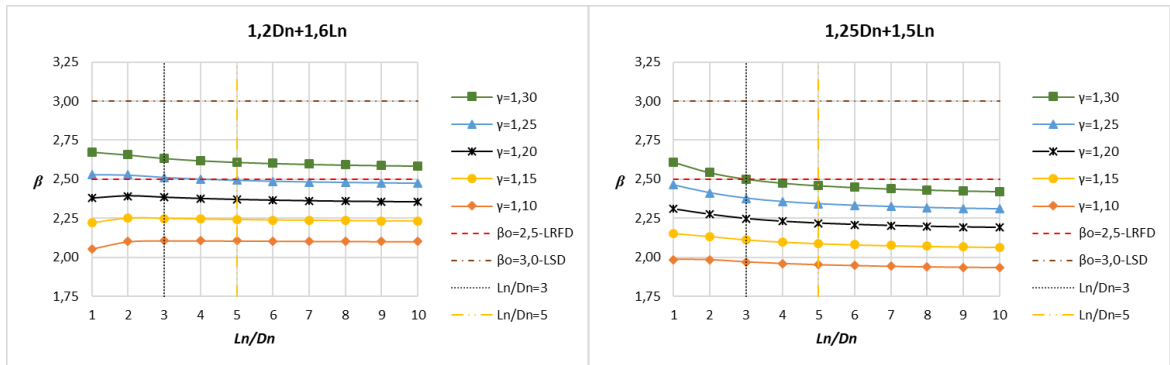 1,2Dn+1,6Ln
3,25
3,00
2,75
2,50
2,25
2,00
1,75
β
1 2 3 4 5 6 7 8 9 10
Ln/Dn
γ=1,30
γ=1,25
γ=1,20
γ=1,15
γ=1,10
βo=2,5-LRFD
βo=3,0-LSD
Ln/Dn=3
Ln/Dn=5
1,25Dn+1,5Ln
3,25
3,00
2,75
2,50
2,25
2,00
1,75
β
1 2 3 4 5 6 7 8 9 10
Ln/Dn
γ=1,30
γ=1,25
γ=1,20
γ=1,15
γ=1,10
βo=2,5-LRFD
βo=3,0-LSD
Ln/Dn=3
Ln/Dn=5